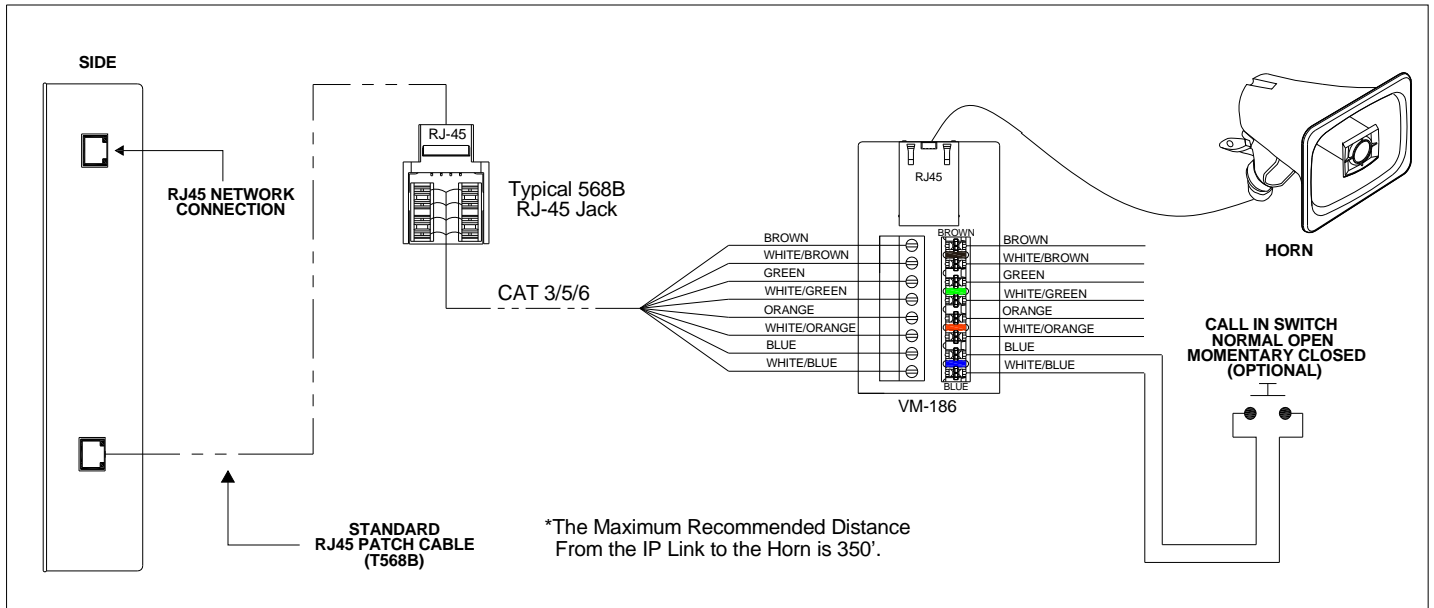 SIDE
RJ45 NETWORK
CONNECTION
STANDARD
RJ45 PATCH CABLE
(T568B)
RJ-45
Typical 568B
RJ-45 Jack
CAT 3/5/6
BROWN
WHITE/BROWN
GREEN
WHITE/GREEN
ORANGE
WHITE/ORANGE
BLUE
WHITE/BLUE
RJ45
BROWN
BLUE
VM-186
BROWN
WHITE/BROWN
GREEN
WHITE/GREEN
ORANGE
WHITE/ORANGE
BLUE
WHITE/BLUE
HORN
CALL IN SWITCH
NORMAL OPEN
MOMENTARY CLOSED
(OPTIONAL)
*The Maximum Recommended Distance
From the IP Link to the Horn is 350'.